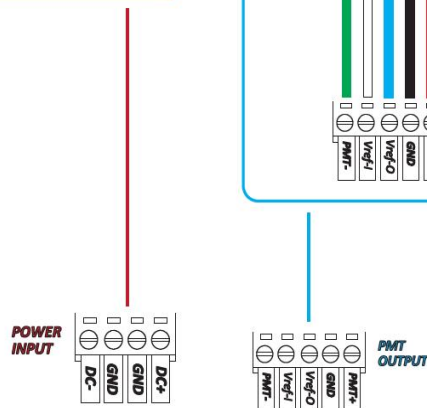 PMT-
Vref-I
Vref-O
GND
POWER
INPUT
DC-
GND
GND
DC+
PMT-
Vref-I
Vref-O
GND
PMT+
PMT
OUTPUT